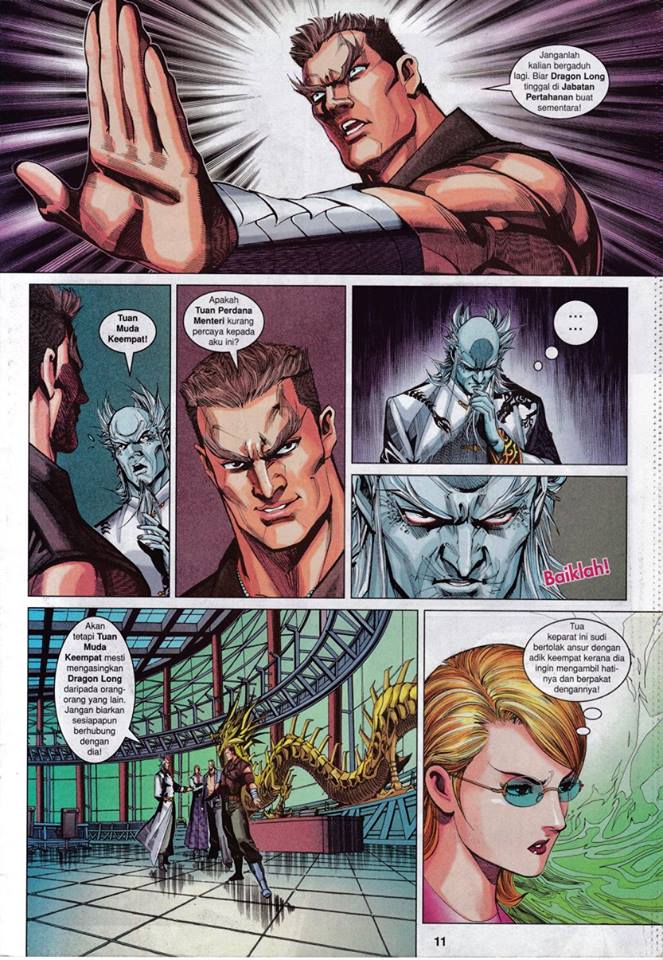 Janganlah
kalian bergaduh
lagi. Biar Dragon Long
tinggal di Jabatan
Pertahanan buat
sementara!
Tuan
Muda
Keempat!
Apakah
Tuan Perdana
Menteri kurang
percaya kepada
aku ini?
...
...
Baiklah!
Akan
tetapi Tuan
Muda
Keempat mesti
mengasingkan
Dragon Long
daripada orang-
orang yang lain.
Jangan biarkan
sesiapapun
berhubung
dengan
dia!
Tua
keparat ini sudi
bertolak ansur dengan
adik keempat kerana dia
ingin mengambil hati-
nya dan berpakat
dengannya!
11